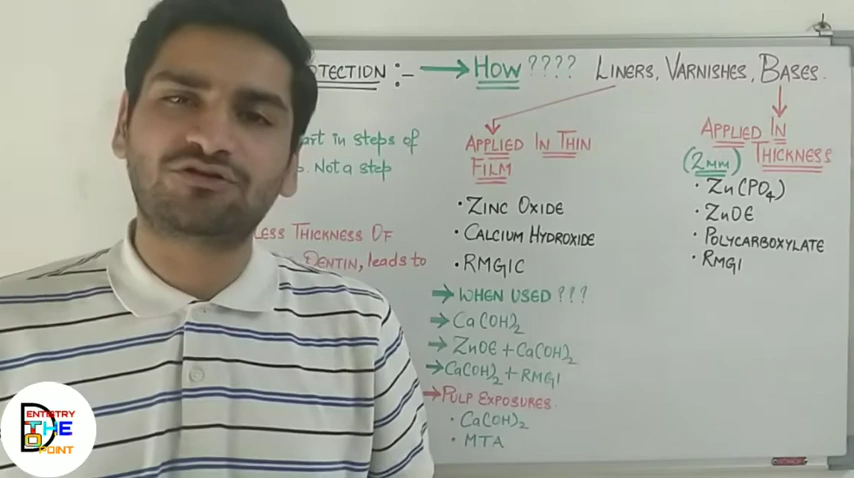 OTECTION :- → HOW ???? LINERS, VARNISHES, BASES.
art in steps of
. Not a step
LESS THICKNESS OF
DENTIN, leads to
APPLIED IN THIN
FILM
• ZINC OXIDE
• CALCIUM HYDROXIDE
• RMGIC
→ WHEN USED ???
→ Ca(OH)2
→ ZnOE + Ca(OH)2
→ Ca(OH)2 + RMGI
→ PULP EXPOSURES.
• Ca(OH)2
• MTA
APPLIED IN
(2MM) THICKNESS
• Zn(PO4)
• ZnOE
• POLYCARBOXYLATE
• RMGI
DENTISTRY
THE
POINT